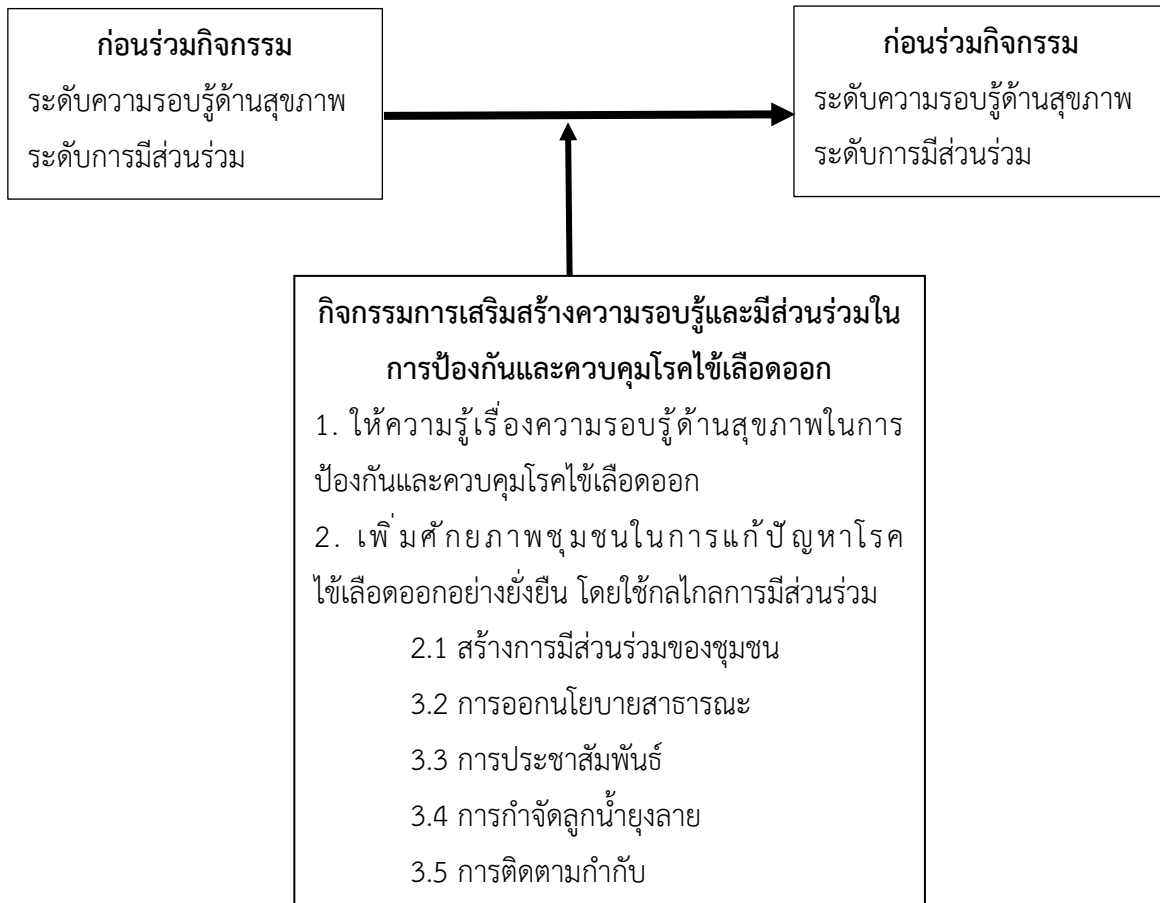 ก่อนร่วมกิจกรรม
ระดับความรอบรู้ด้านสุขภาพ
ระดับการมีส่วนร่วม
ก่อนร่วมกิจกรรม
ระดับความรอบรู้ด้านสุขภาพ
ระดับการมีส่วนร่วม
กิจกรรมการเสริมสร้างความรอบรู้และมีส่วนร่วมใน
การป้องกันและควบคุมโรคไข้เลือดออก
1. ให้ความรู้เรื่องความรอบรู้ด้านสุขภาพในการ
ป้องกันและควบคุมโรคไข้เลือดออก
2. เพิ่มศักยภาพชุมชนในการแก้ปัญหาโรค
ไข้เลือดออกอย่างยั่งยืน โดยใช้กลไกลการมีส่วนร่วม
2.1 สร้างการมีส่วนร่วมของชุมชน
3.2 การออกนโยบายสาธารณะ
3.3 การประชาสัมพันธ์
3.4 การกำจัดลูกน้ำยุงลาย
3.5 การติดตามกำกับ